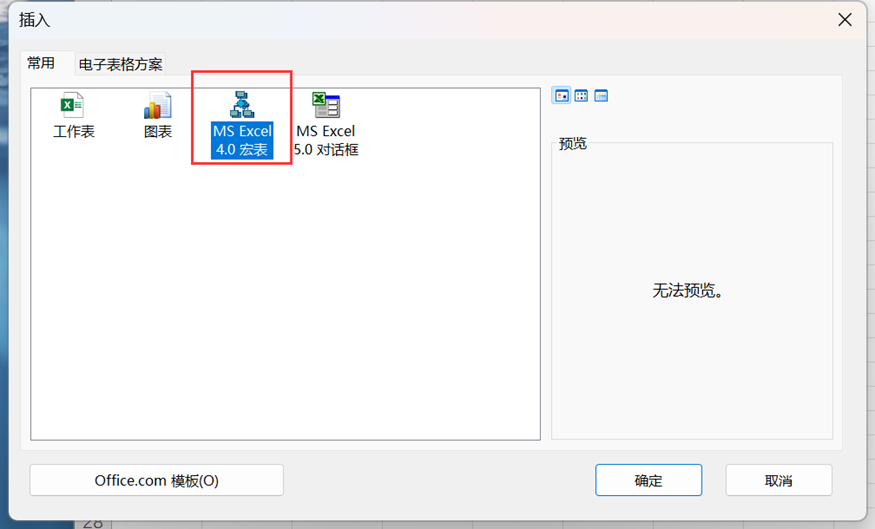 插入
常用
电子表格方案
工作表
图表
MS Excel
4.0 宏表
MS Excel
5.0 对话框
预览
无法预览。
Office.com 模板(O)
确定
取消
28